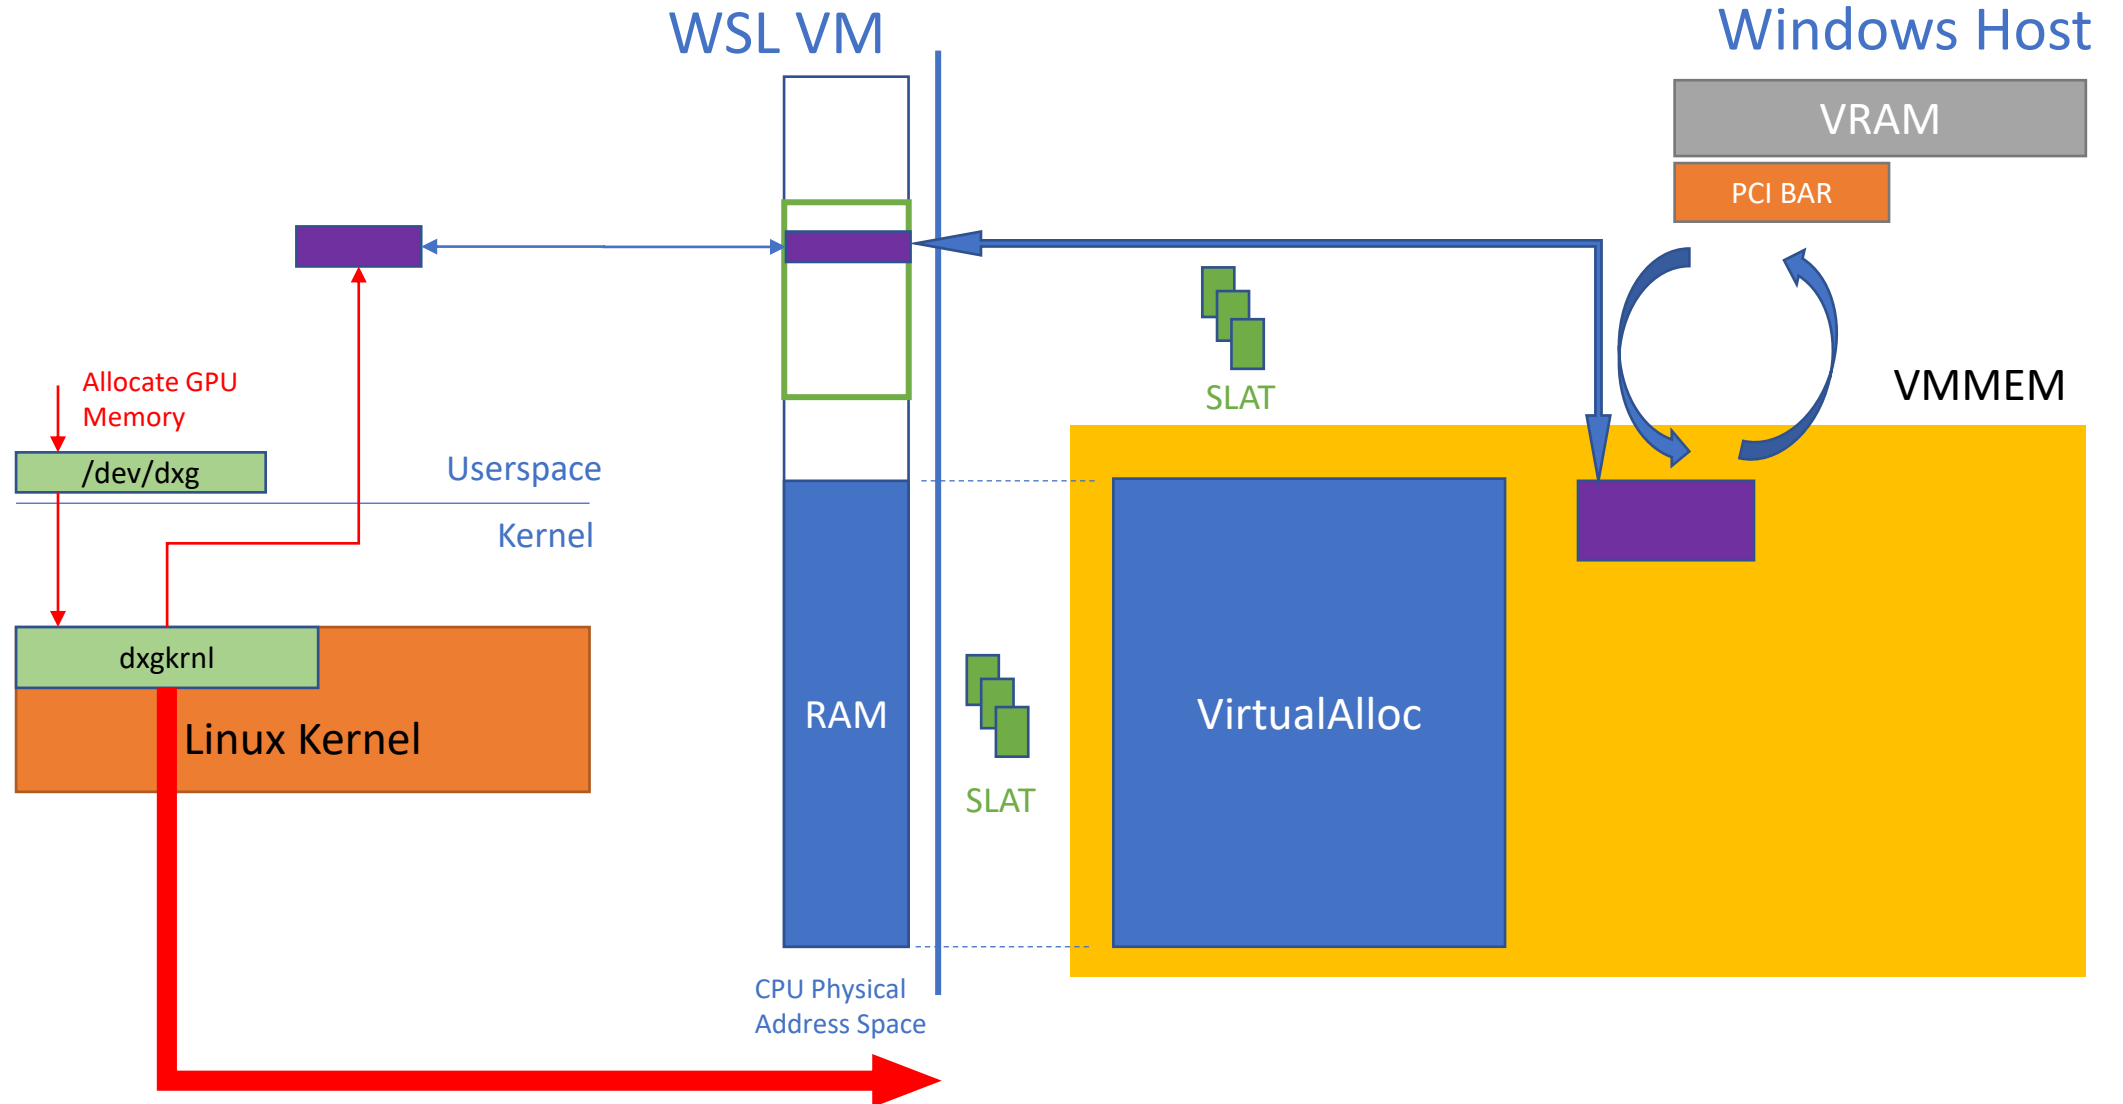 WSL VM
Windows Host
VRAM
PCI BAR
Allocate GPU
Memory
SLAT
VMMEM
/dev/dxg
Userspace
Kernel
dxgkrnl
Linux Kernel
RAM
SLAT
VirtualAlloc
CPU Physical
Address Space